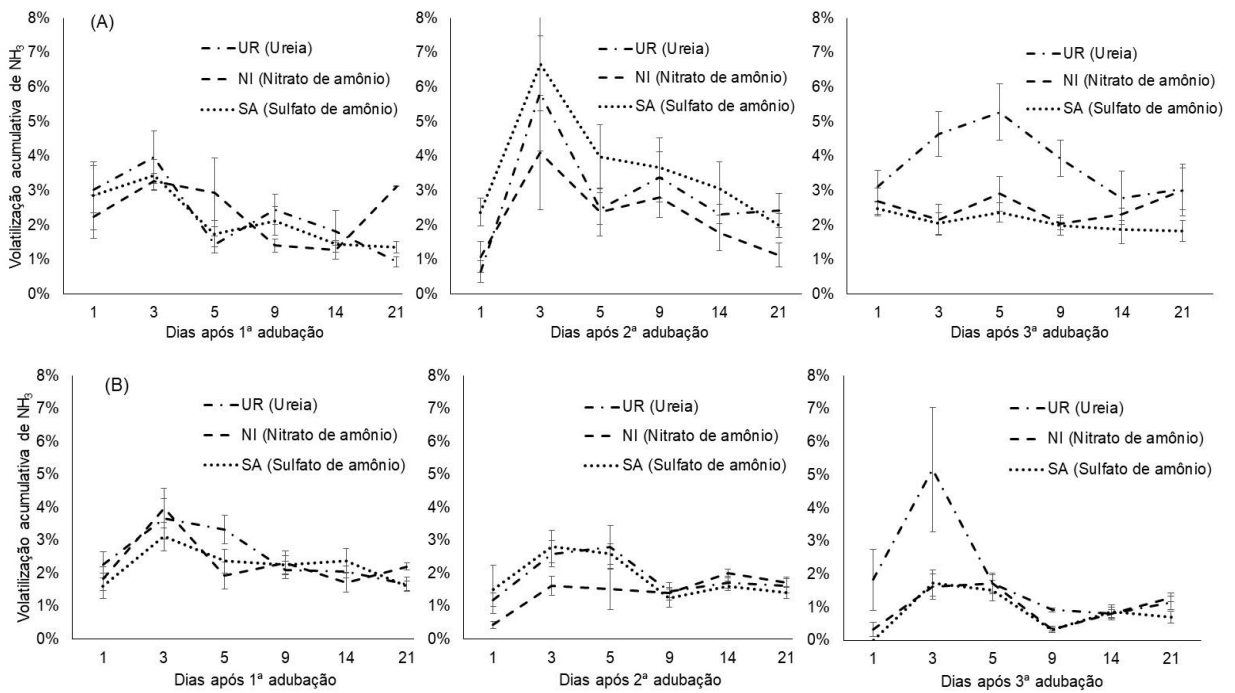 (A)
Volatilização acumulativa de NH3
8%
7%
6%
5%
4%
3%
2%
1%
0%
UR (Ureia)
NI (Nitrato de amônio)
SA (Sulfato de amônio)
1 3 5 9 14 21
Dias após 1ª adubação
8%
7%
6%
5%
4%
3%
2%
1%
0%
UR (Ureia)
NI (Nitrato de amônio)
SA (Sulfato de amônio)
1 3 5 9 14 21
Dias após 2ª adubação
8%
7%
6%
5%
4%
3%
2%
1%
0%
UR (Ureia)
NI (Nitrato de amônio)
SA (Sulfato de amônio)
1 3 5 9 14 21
Dias após 3ª adubação
(B)
Volatilização acumulativa de NH3
8%
7%
6%
5%
4%
3%
2%
1%
0%
UR (Ureia)
NI (Nitrato de amônio)
SA (Sulfato de amônio)
1 3 5 9 14 21
Dias após 1ª adubação
8%
7%
6%
5%
4%
3%
2%
1%
0%
UR (Ureia)
NI (Nitrato de amônio)
SA (Sulfato de amônio)
1 3 5 9 14 21
Dias após 2ª adubação
8%
7%
6%
5%
4%
3%
2%
1%
0%
UR (Ureia)
NI (Nitrato de amônio)
SA (Sulfato de amônio)
1 3 5 9 14 21
Dias após 3ª adubação